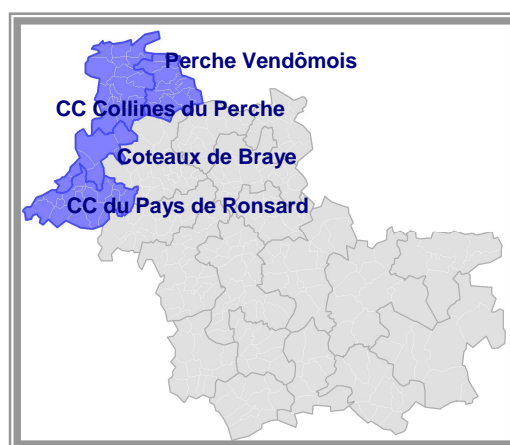 Perche Vendômois
CC Collines du Perche
Coteaux de Braye
CC du Pays de Ronsard